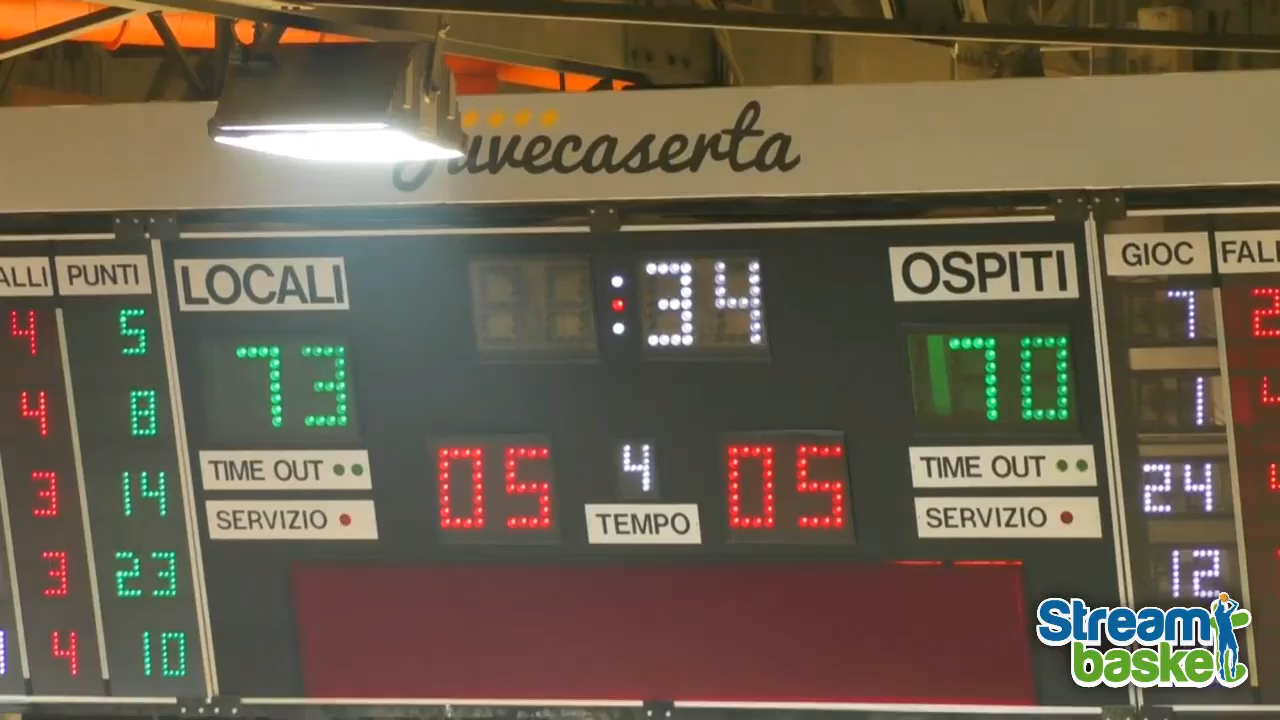 Juvecaserta
LOCALI :34 OSPITI
ALLI PUNTI GIOC FALL
4 5 7 2
73 70
4 8 1
TIME OUT TIME OUT
3 14 05 4 05 24
SERVIZIO TEMPO SERVIZIO
3 23 12
4 10
Stream
basket